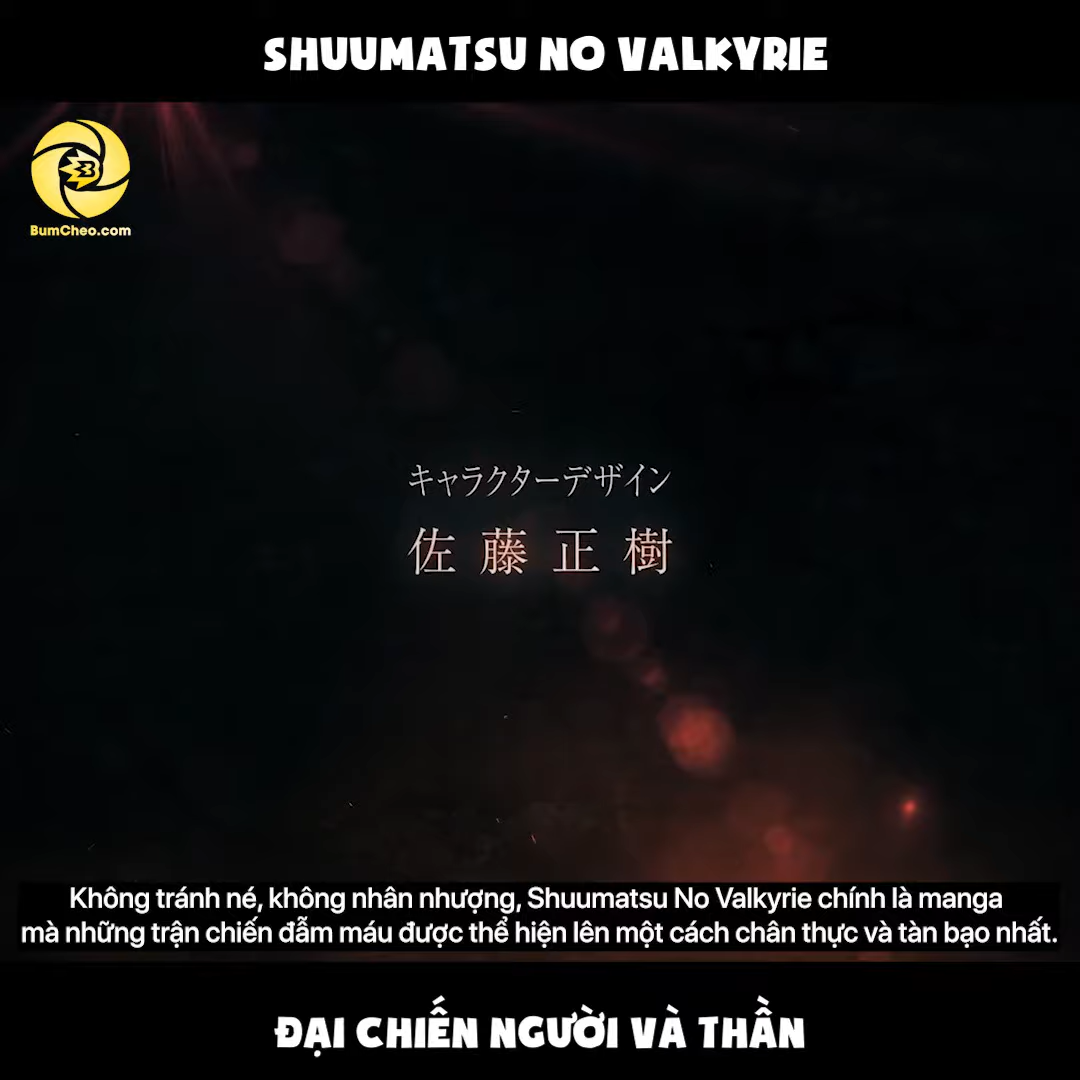 SHUUMATSU NO VALKYRIE
BumCheo.com
キャラクターデザイン
佐藤正樹
Không tránh né, không nhân nhượng, Shuumatsu No Valkyrie chính là manga
mà những trận chiến đẫm máu được thể hiện lên một cách chân thực và tàn bạo nhất.
ĐẠI CHIẾN NGƯỜI VÀ THẦN